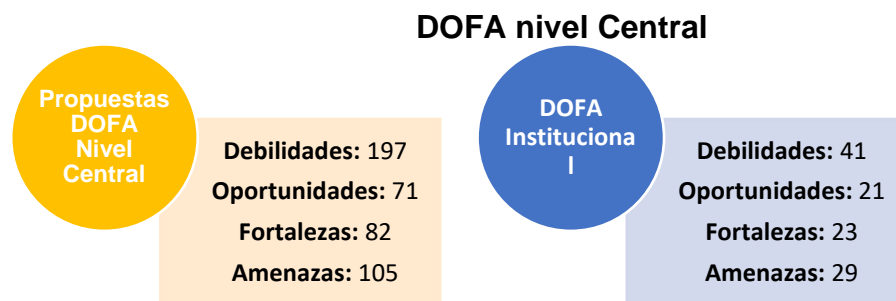 DOFA nivel Central
Propuestas
DOFA
Nivel
Central
Debilidades: 197
Oportunidades: 71
Fortalezas: 82
Amenazas: 105
DOFA
Instituciona
l
Debilidades: 41
Oportunidades: 21
Fortalezas: 23
Amenazas: 29